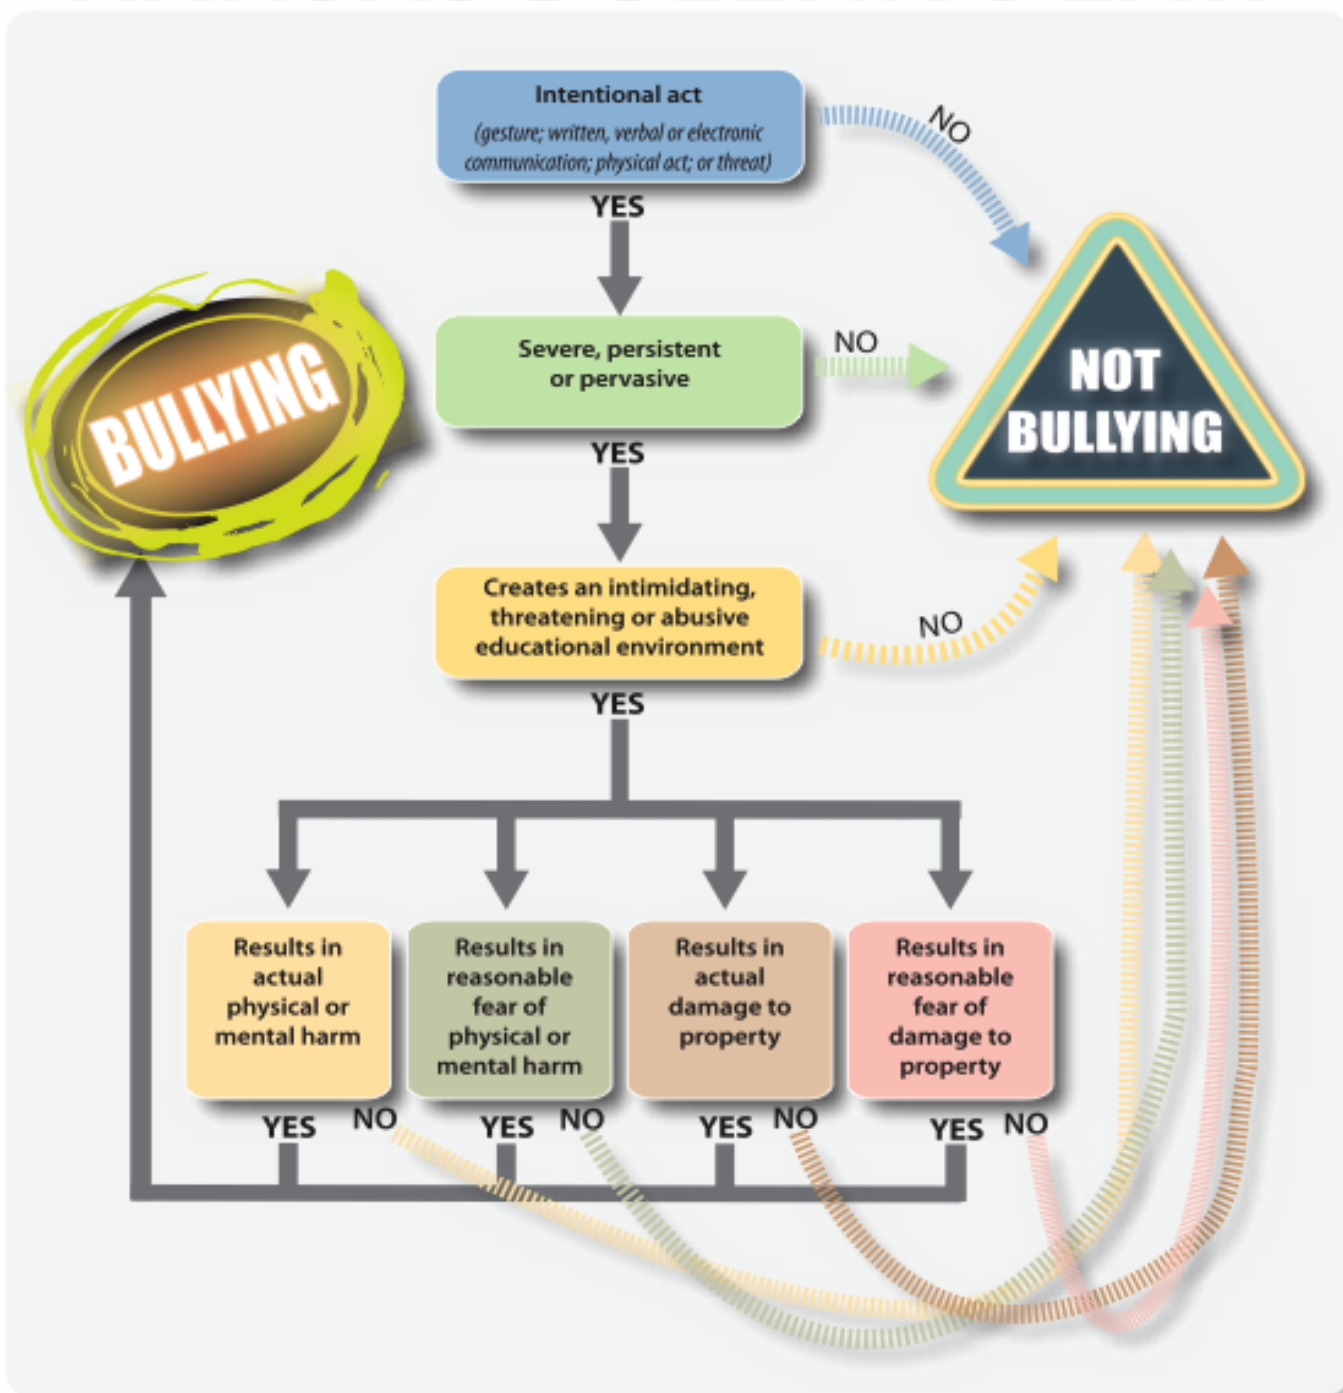 Intentional act
(gesture; written, verbal or electronic
communication; physical act; or threat)
NO
YES
BULLYING
Severe, persistent
or pervasive
NO
NOT
BULLYING
YES
Creates an intimidating,
threatening or abusive
educational environment
NO
YES
Results in
actual
physical or
mental harm
Results in
reasonable
fear of
physical or
mental harm
Results in
actual
damage to
property
Results in
reasonable
fear of
damage to
property
YES NO
YES NO
YES NO
YES NO